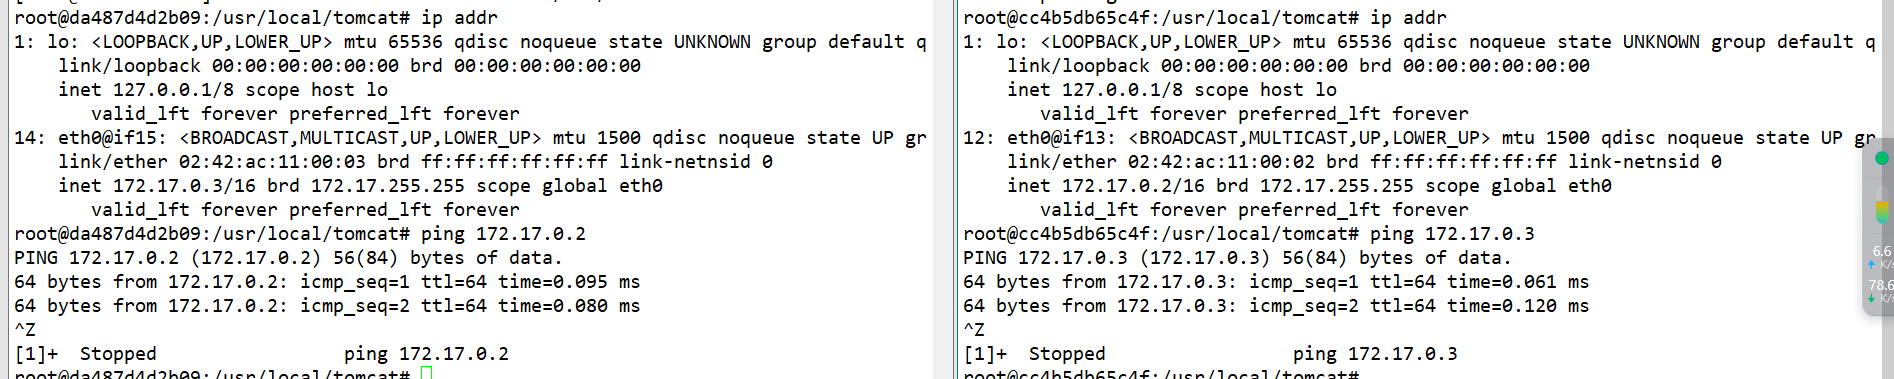 root@da487d4d2b09:/usr/local/tomcat# ip addr
1: lo: <LOOPBACK,UP,LOWER_UP> mtu 65536 qdisc noqueue state UNKNOWN group default q
    link/loopback 00:00:00:00:00:00 brd 00:00:00:00:00:00
    inet 127.0.0.1/8 scope host lo
       valid_lft forever preferred_lft forever
14: eth0@if15: <BROADCAST,MULTICAST,UP,LOWER_UP> mtu 1500 qdisc noqueue state UP gr
    link/ether 02:42:ac:11:00:03 brd ff:ff:ff:ff:ff:ff link-netnsid 0
    inet 172.17.0.3/16 brd 172.17.255.255 scope global eth0
       valid_lft forever preferred_lft forever
root@da487d4d2b09:/usr/local/tomcat# ping 172.17.0.2
PING 172.17.0.2 (172.17.0.2) 56(84) bytes of data.
64 bytes from 172.17.0.2: icmp_seq=1 ttl=64 time=0.095 ms
64 bytes from 172.17.0.2: icmp_seq=2 ttl=64 time=0.080 ms
^Z
[1]+  Stopped                 ping 172.17.0.2
root@da487d4d2b09:/usr/local/tomcat#
root@cc4b5db65c4f:/usr/local/tomcat# ip addr
1: lo: <LOOPBACK,UP,LOWER_UP> mtu 65536 qdisc noqueue state UNKNOWN group default q
    link/loopback 00:00:00:00:00:00 brd 00:00:00:00:00:00
    inet 127.0.0.1/8 scope host lo
       valid_lft forever preferred_lft forever
12: eth0@if13: <BROADCAST,MULTICAST,UP,LOWER_UP> mtu 1500 qdisc noqueue state UP gr
    link/ether 02:42:ac:11:00:02 brd ff:ff:ff:ff:ff:ff link-netnsid 0
    inet 172.17.0.2/16 brd 172.17.255.255 scope global eth0
       valid_lft forever preferred_lft forever
root@cc4b5db65c4f:/usr/local/tomcat# ping 172.17.0.3
PING 172.17.0.3 (172.17.0.3) 56(84) bytes of data.
64 bytes from 172.17.0.3: icmp_seq=1 ttl=64 time=0.061 ms
64 bytes from 172.17.0.3: icmp_seq=2 ttl=64 time=0.120 ms
^Z
[1]+  Stopped                 ping 172.17.0.3
root@cc4b5db65c4f:/usr/local/tomcat#
6.6
K/s
78.6
K/s